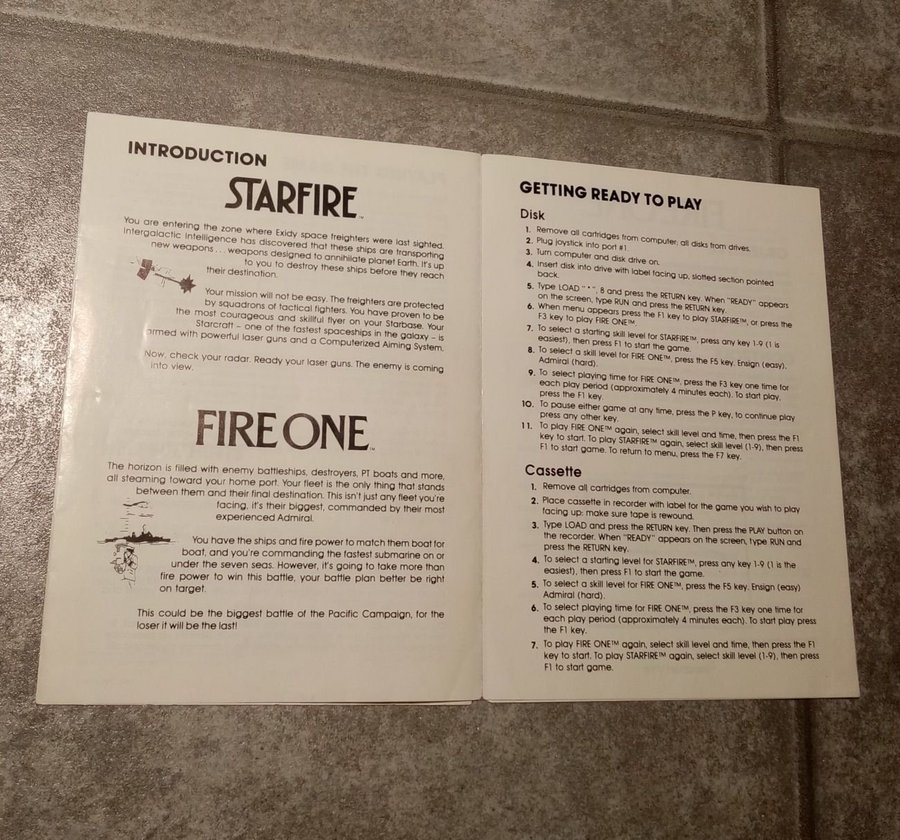 INTRODUCTION
STARFIRE™
You are entering the zone where Exidy space freighters were last sighted.
Intergalactic Intelligence has discovered that these ships are transporting
new weapons . . . weapons designed to annihilate planet Earth. It's up
to you to destroy these ships before they reach
their destination.
Your mission will not be easy. The freighters are protected
by squadrons of tactical fighters. You have proven to be
the most courageous and skillful flyer on your Starbase. Your
Starcraft – one of the fastest spaceships in the galaxy – is
armed with powerful laser guns and a Computerized Aiming System.
Now, check your radar. Ready your laser guns. The enemy is coming
into view.
FIRE ONE™
The horizon is filled with enemy battleships, destroyers, PT boats and more,
all steaming toward your home port. Your fleet is the only thing that stands
between them and their final destination. This isn't just any fleet you're
facing, it's their biggest, commanded by their most
experienced Admiral.
You have the ships and fire power to match them boat for
boat, and you're commanding the fastest submarine on or
under the seven seas. However, it's going to take more than
fire power to win this battle, your battle plan better be right
on target.
This could be the biggest battle of the Pacific Campaign, for the
loser it will be the last!
GETTING READY TO PLAY
Disk
1. Remove all cartridges from computer; all disks from drives.
2. Plug joystick into port #1.
3. Turn computer and disk drive on.
4. Insert disk into drive with label facing up, slotted section pointed
back.
5. Type LOAD "*", 8 and press the RETURN key. When "READY" appears
on the screen, type RUN and press the RETURN key.
6. When menu appears press the F1 key to play STARFIRE™, or press the
F3 key to play FIRE ONE™.
7. To select a starting skill level for STARFIRE™, press any key 1-9 (1 is
easiest), then press F1 to start the game.
8. To select a skill level for FIRE ONE™, press the F5 key. Ensign (easy),
Admiral (hard).
9. To select playing time for FIRE ONE™, press the F3 key one time for
each play period (approximately 4 minutes each). To start play,
press the F1 key.
10. To pause either game at any time, press the P key, to continue play
press any other key.
11. To play FIRE ONE™ again, select skill level and time, then press the F1
key to start. To play STARFIRE™ again, select skill level (1-9), then press
F1 to start game. To return to menu, press the F7 key.
Cassette
1. Remove all cartridges from computer.
2. Place cassette in recorder with label for the game you wish to play
facing up; make sure tape is rewound.
3. Type LOAD and press the RETURN key. Then press the PLAY button on
the recorder. When "READY" appears on the screen, type RUN and
press the RETURN key.
4. To select a starting level for STARFIRE™, press any key 1-9 (1 is the
easiest), then press F1 to start the game.
5. To select a skill level for FIRE ONE™, press the F5 key. Ensign (easy)
Admiral (hard).
6. To select playing time for FIRE ONE™, press the F3 key one time for
each play period (approximately 4 minutes each). To start play press
the F1 key.
7. To play FIRE ONE™ again, select skill level and time, then press the F1
key to start. To play STARFIRE™ again, select skill level (1-9), then press
F1 to start game.